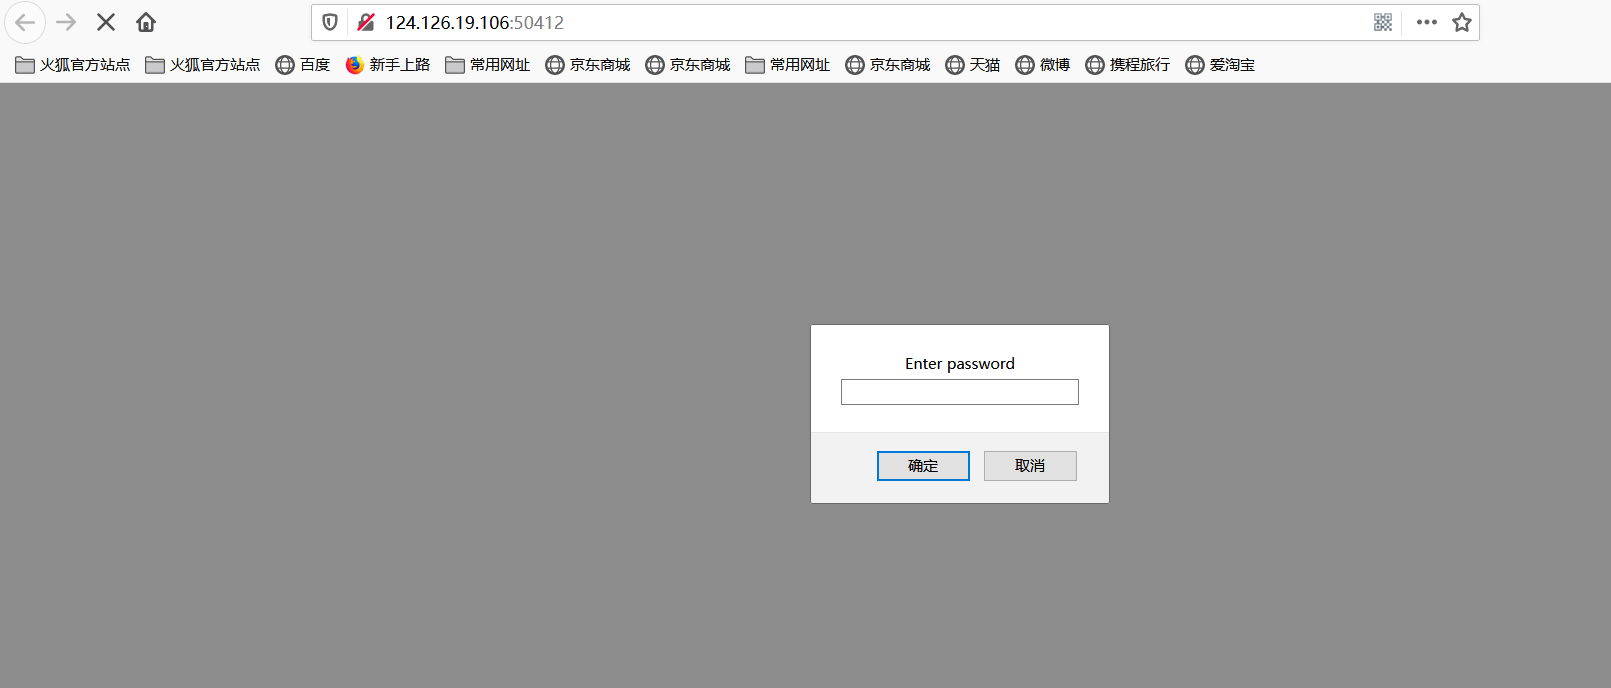 124.126.19.106:50412
火狐官方站点 火狐官方站点 百度 新手上路 常用网址 京东商城 京东商城 常用网址 京东商城 天猫 微博 携程旅行 爱淘宝
Enter password
确定 取消